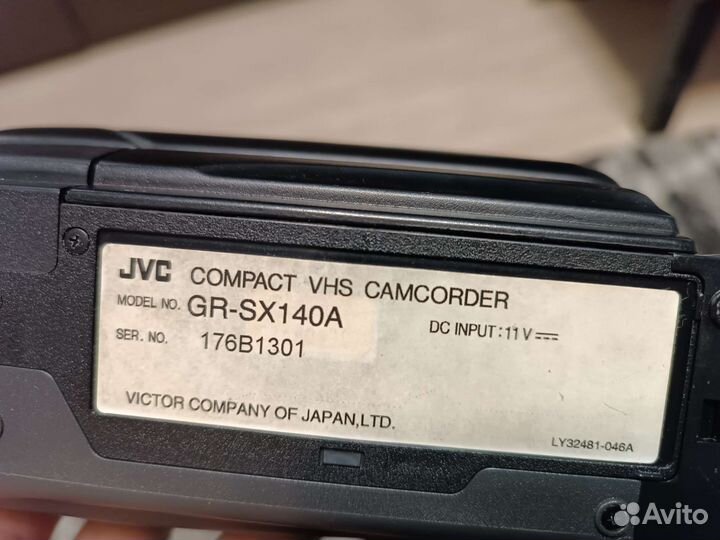 JVC COMPACT VHS CAMCORDER
MODEL NO. GR-SX140A
DC INPUT : 11 V ⎓
SER. NO. 176B1301
VICTOR COMPANY OF JAPAN, LTD.
LY32481-046A
Avito